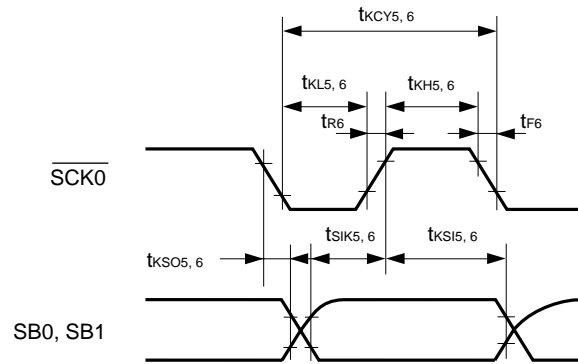 tKCY5, 6
tKL5, 6 tKH5, 6
tR6 tF6
SCK0
tSIK5, 6 tKSI5, 6
tKSO5, 6
SB0, SB1